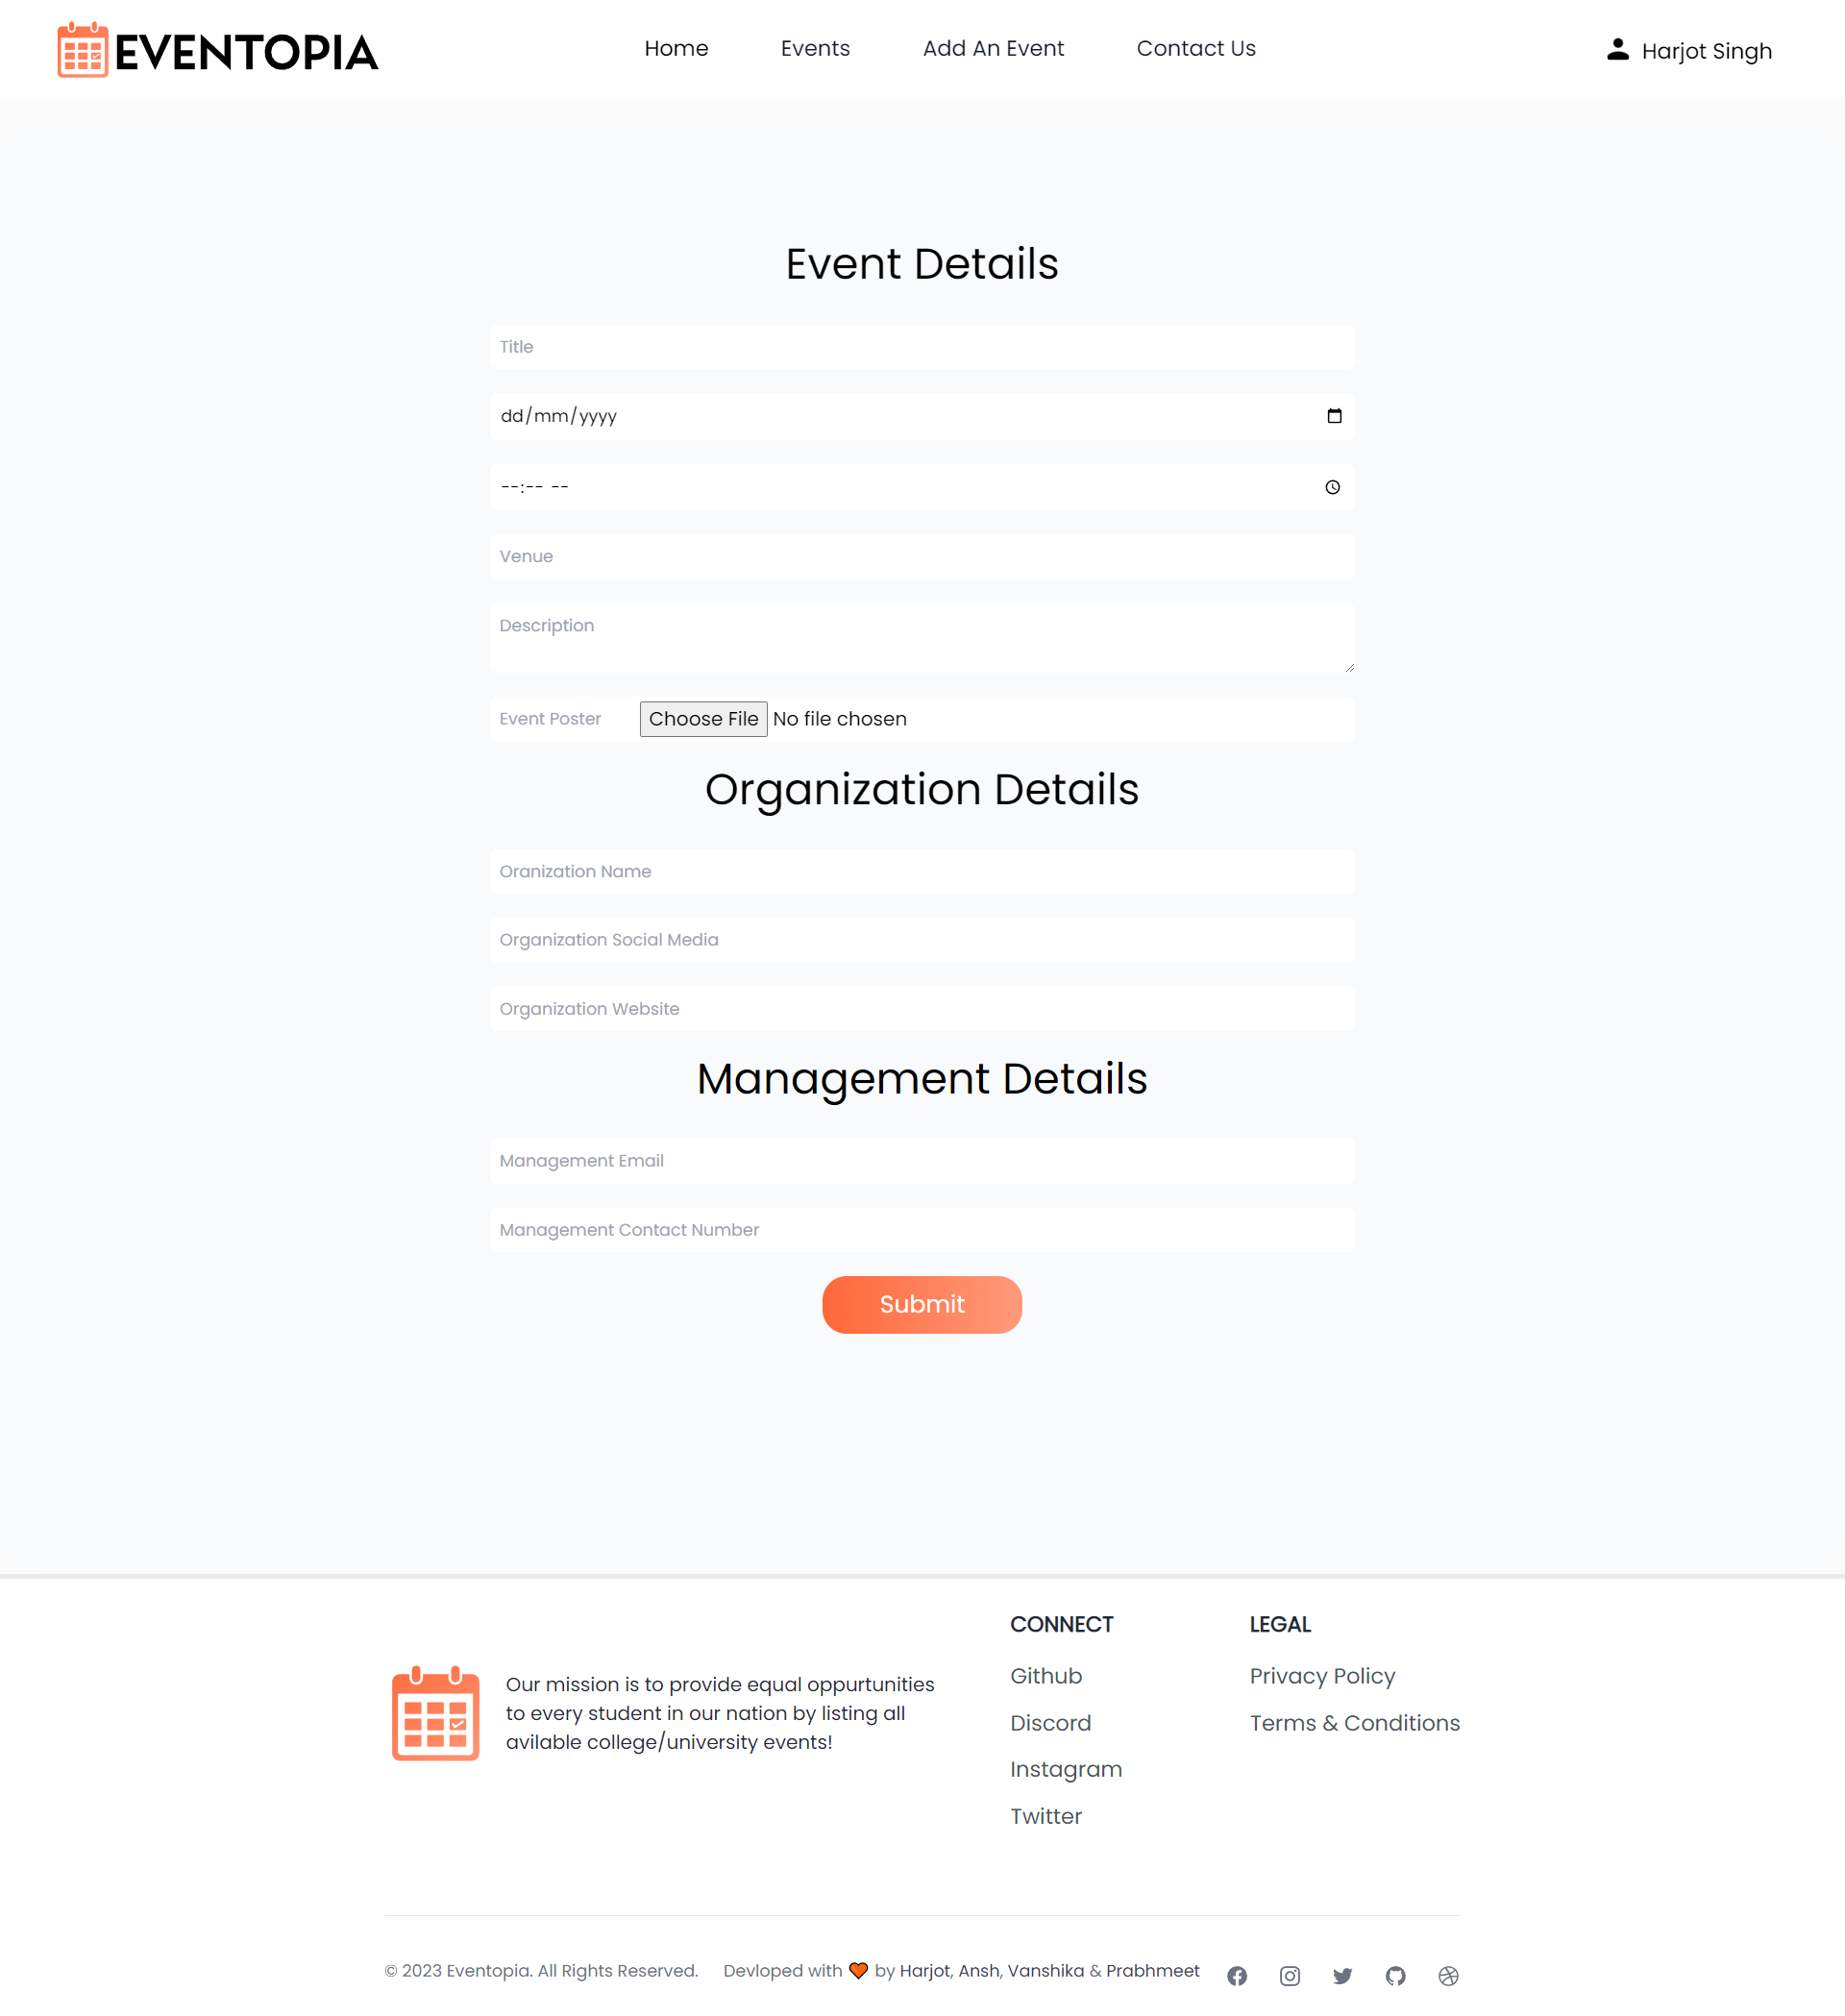 EVENTOPIA
Home Events Add An Event Contact Us
Harjot Singh
Event Details
Title
dd/mm/yyyy
--:-- --
Venue
Description
Event Poster Choose File No file chosen
Organization Details
Oranization Name
Organization Social Media
Organization Website
Management Details
Management Email
Management Contact Number
Submit
Our mission is to provide equal oppurtunities
to every student in our nation by listing all
avilable college/university events!
CONNECT
Github
Discord
Instagram
Twitter
LEGAL
Privacy Policy
Terms & Conditions
© 2023 Eventopia. All Rights Reserved. Devloped with 🧡 by Harjot, Ansh, Vanshika & Prabhmeet